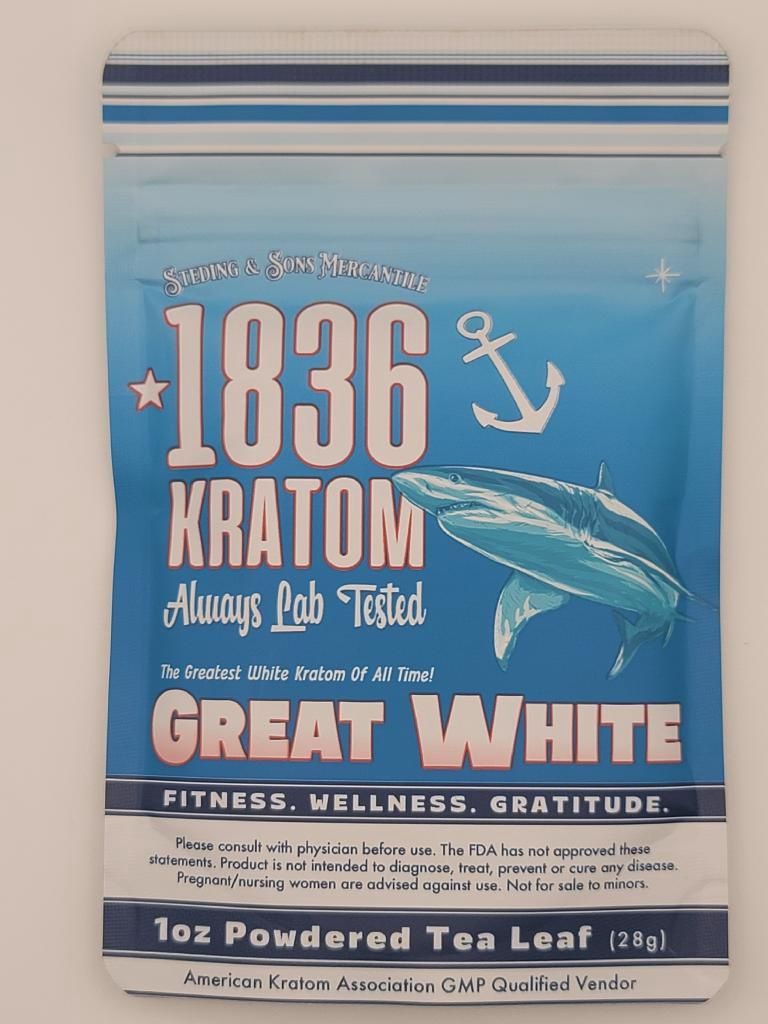 STEDING & SONS MERCANTILE
1836
KRATOM
Always Lab Tested
The Greatest White Kratom Of All Time!
GREAT WHITE
FITNESS. WELLNESS. GRATITUDE.
Please consult with physician before use. The FDA has not approved these
statements. Product is not intended to diagnose, treat, prevent or cure any disease.
Pregnant/nursing women are advised against use. Not for sale to minors.
1oz Powdered Tea Leaf (28g)
American Kratom Association GMP Qualified Vendor